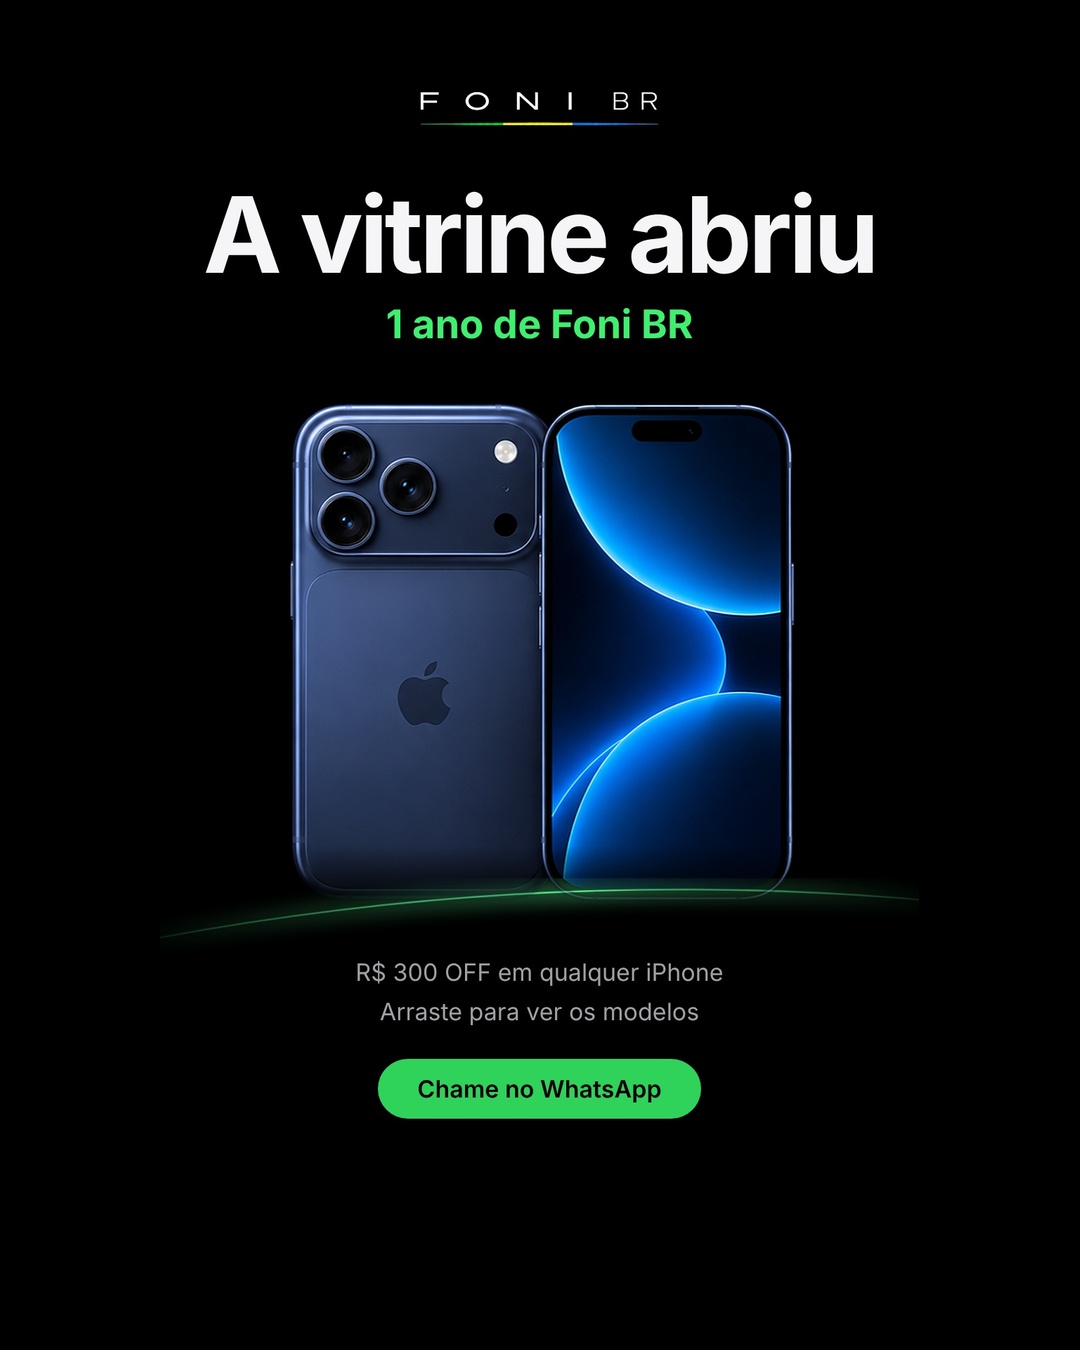 FONI BR
A vitrine abriu
1 ano de Foni BR
R$ 300 OFF em qualquer iPhone
Arraste para ver os modelos
Chame no WhatsApp